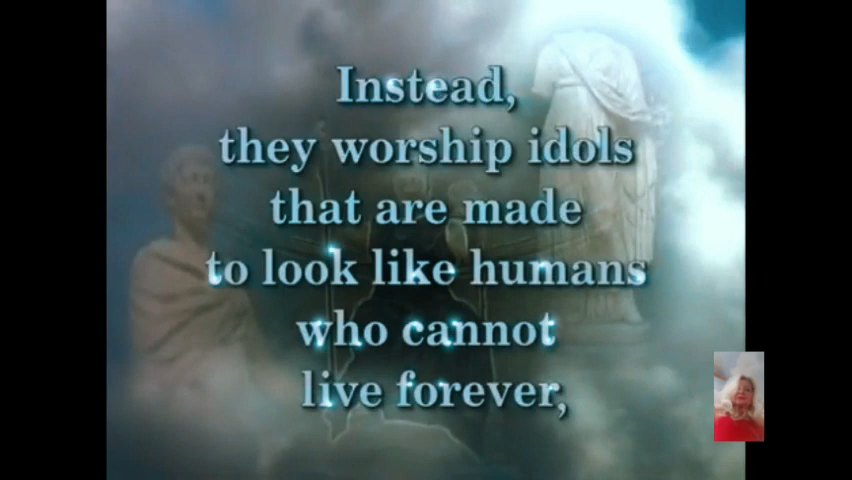 Instead,
they worship idols
that are made
to look like humans
who cannot
live forever,